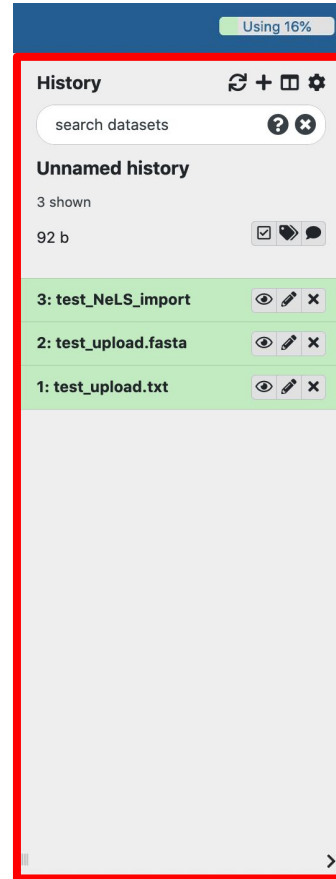 Using 16%
History
search datasets
Unnamed history
3 shown
92 b
3: test_NeLS_import
2: test_upload.fasta
1: test_upload.txt